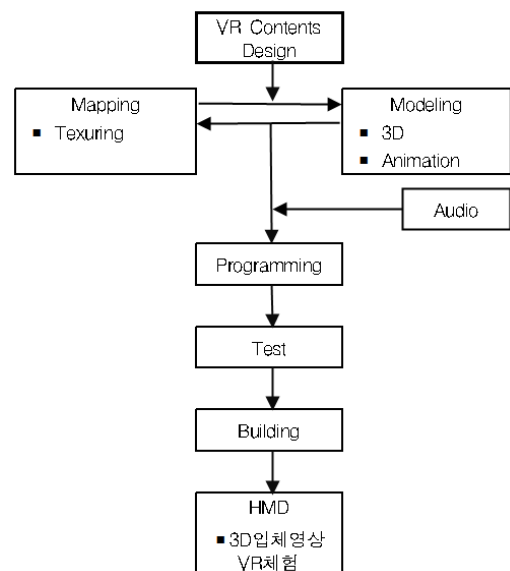 VR Contents
Design
Mapping
▪ Texuring
Modeling
▪ 3D
▪ Animation
Audio
Programming
Test
Building
HMD
▪ 3D입체영상
VR체험